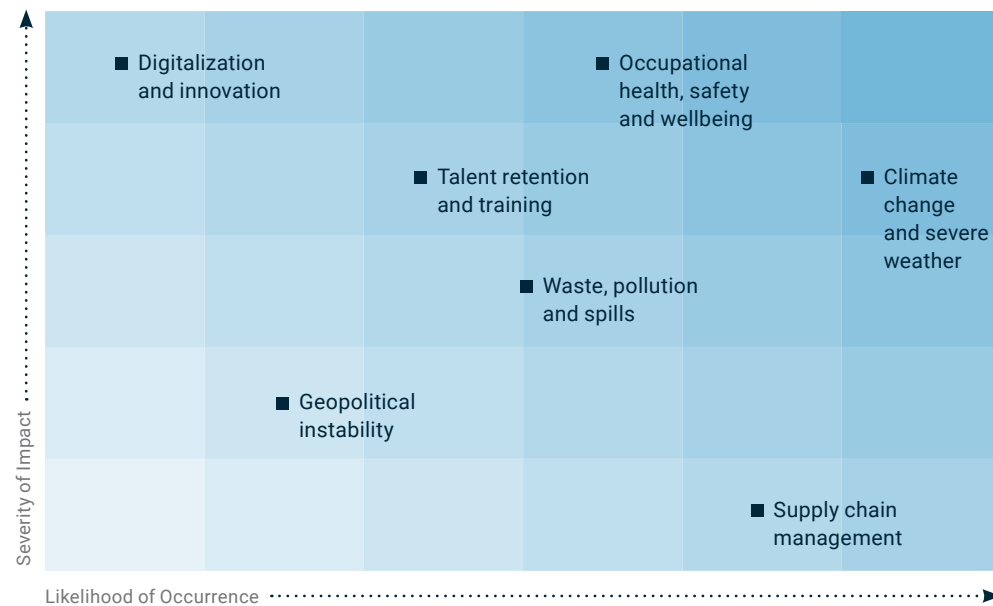 Digitalization
and innovation
Occupational
health, safety
and wellbeing
Talent retention
and training
Climate
change
and severe
weather
Waste, pollution
and spills
Geopolitical
instability
Supply chain
management
Severity of Impact
Likelihood of Occurrence